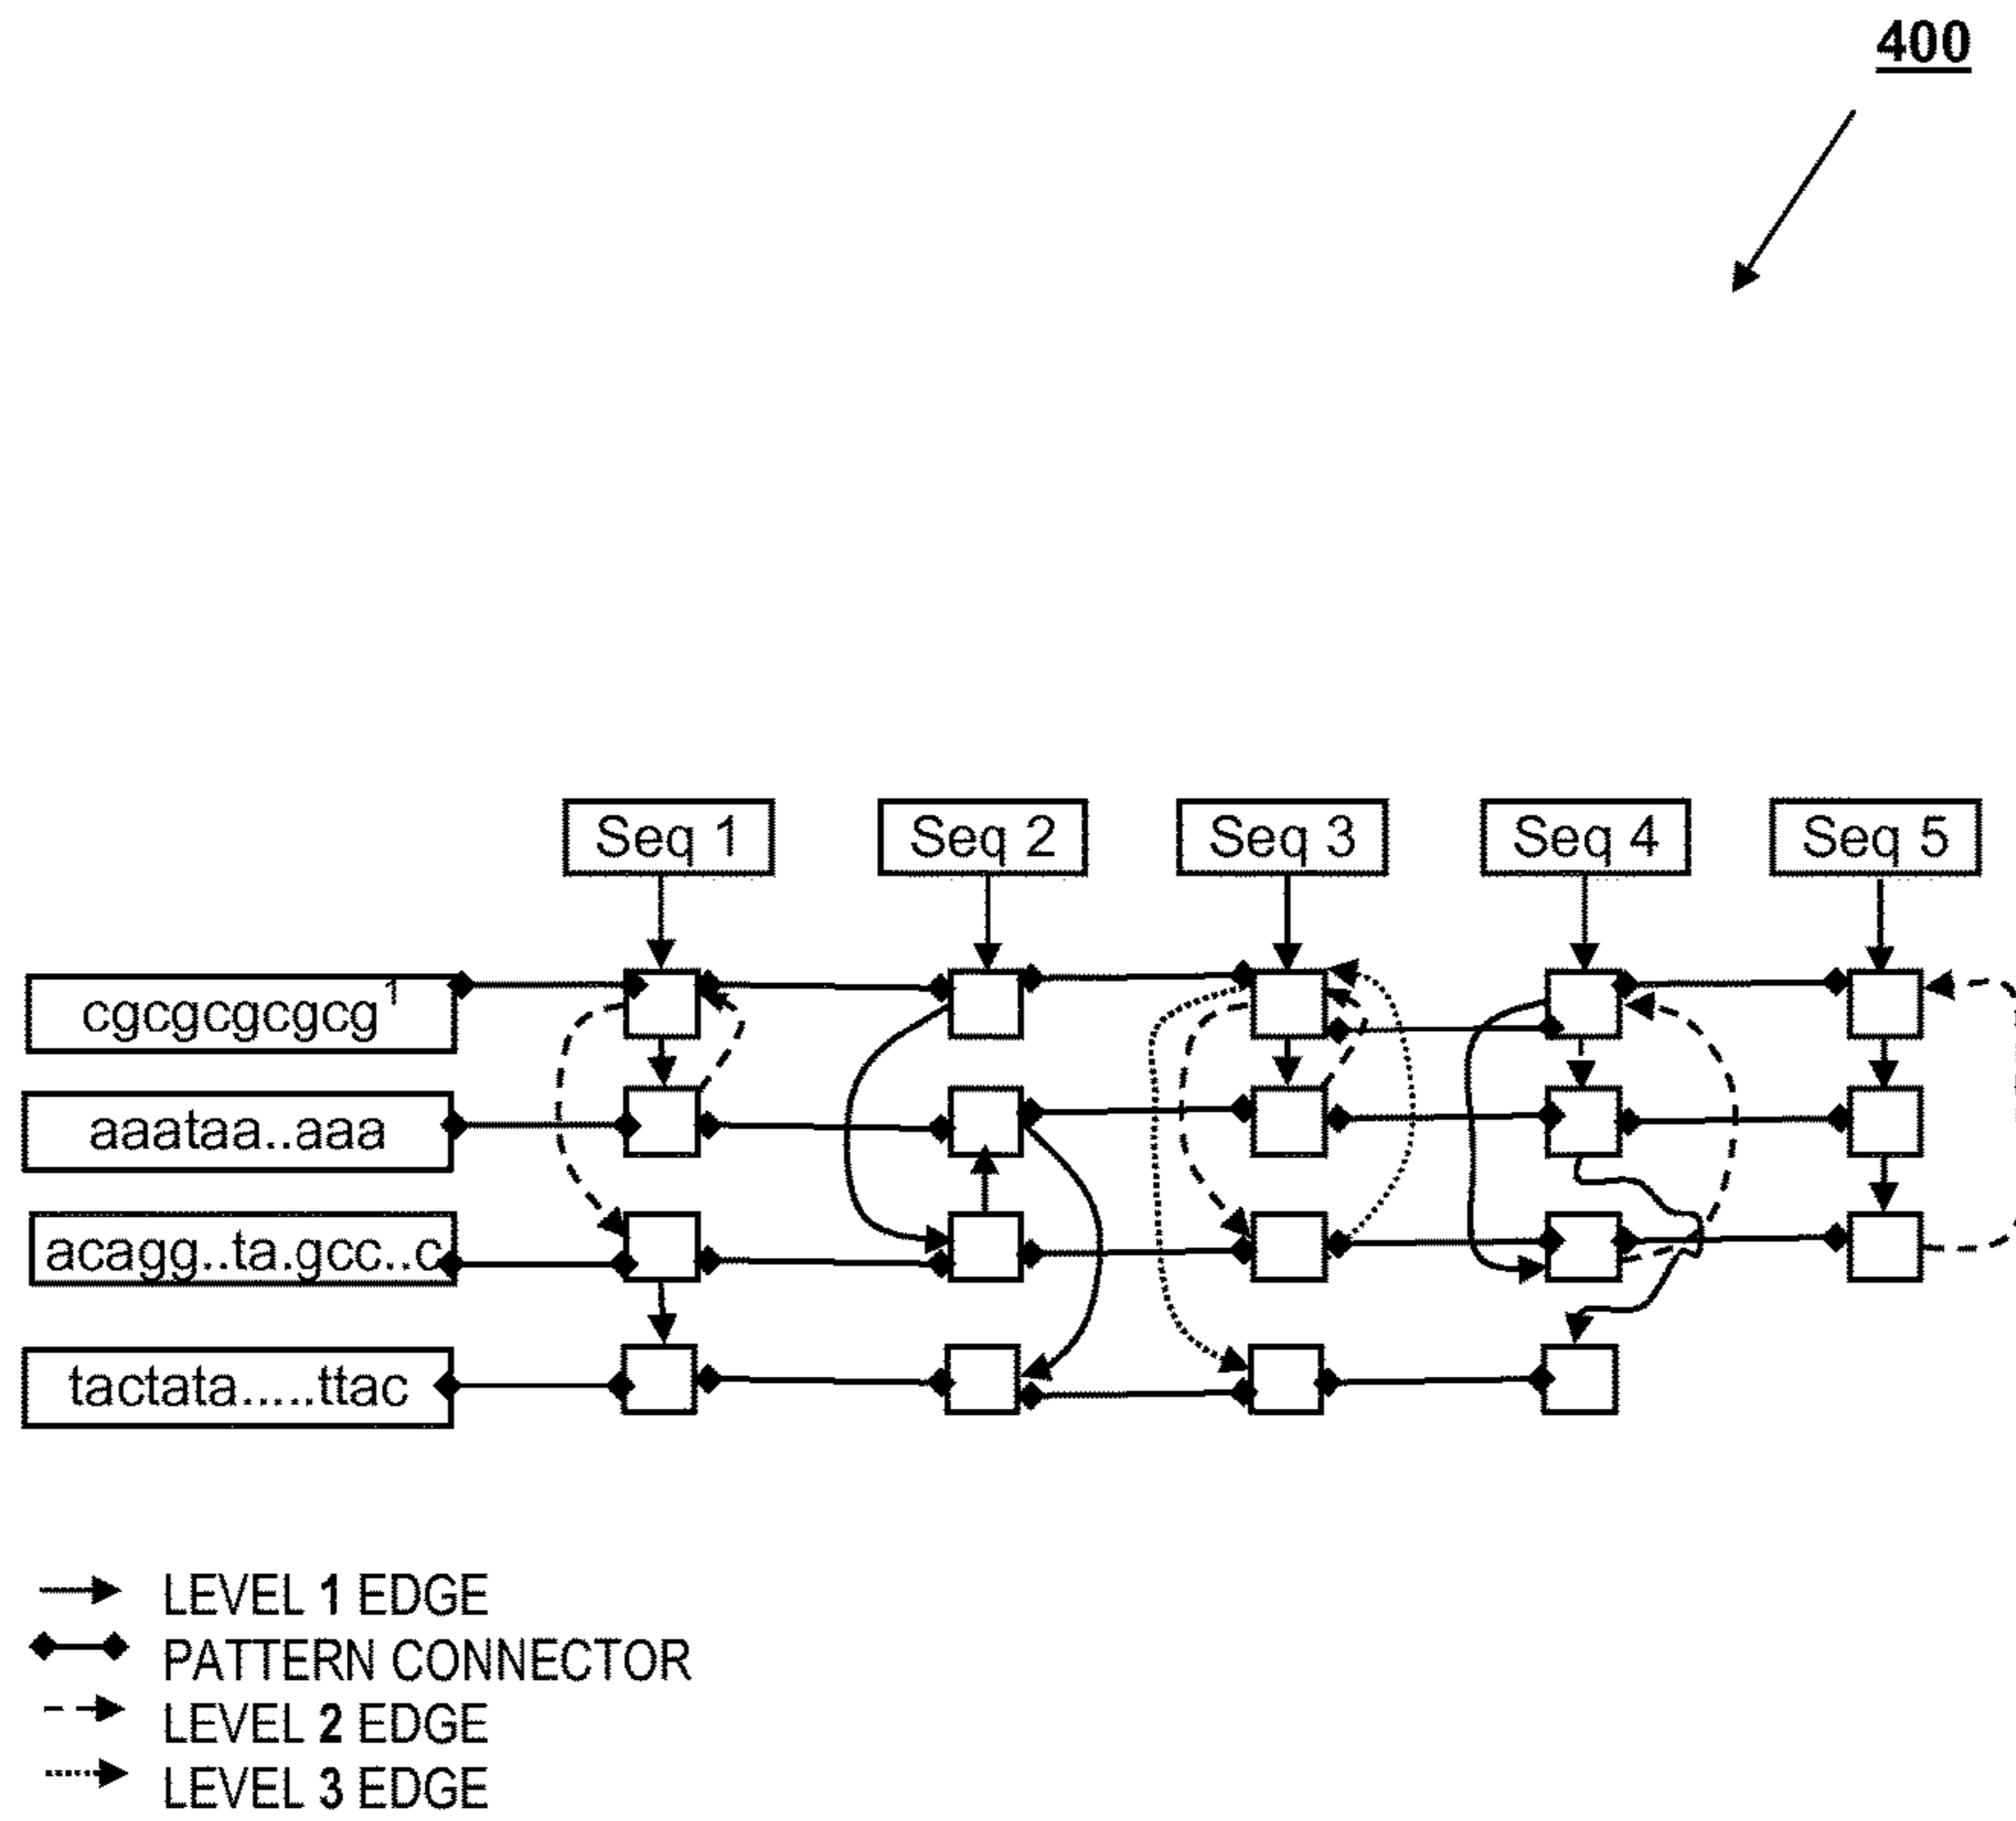 400
Seq 1 Seq 2 Seq 3 Seq 4 Seq 5
cgcgcgcgcg1
aaataa..aaa
acagg..ta.gcc..c
tactata.....ttac
LEVEL 1 EDGE
PATTERN CONNECTOR
LEVEL 2 EDGE
LEVEL 3 EDGE